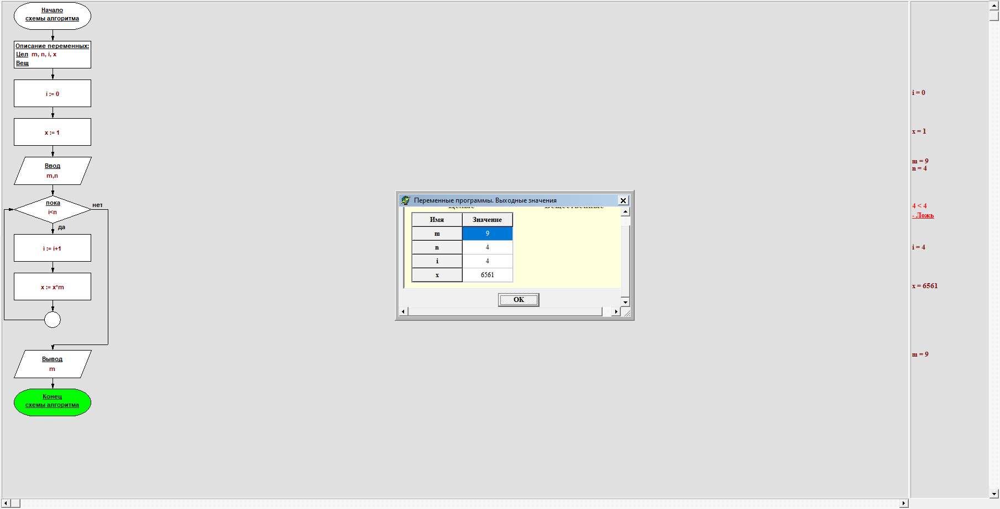 Начало
схемы алгоритма
Описание переменных:
Цел m, n, i, x
Вещ
i := 0
x := 1
Ввод
m,n
пока
i<n
нет
да
i := i+1
x := x*m
Вывод
m
Конец
схемы алгоритма
Переменные программы. Выходные значения
Целые Вещественные
Имя Значение
m 9
n 4
i 4
x 6561
OK
i = 0
x = 1
m = 9
n = 4
4 < 4
- Ложь
i = 4
x = 6561
m = 9